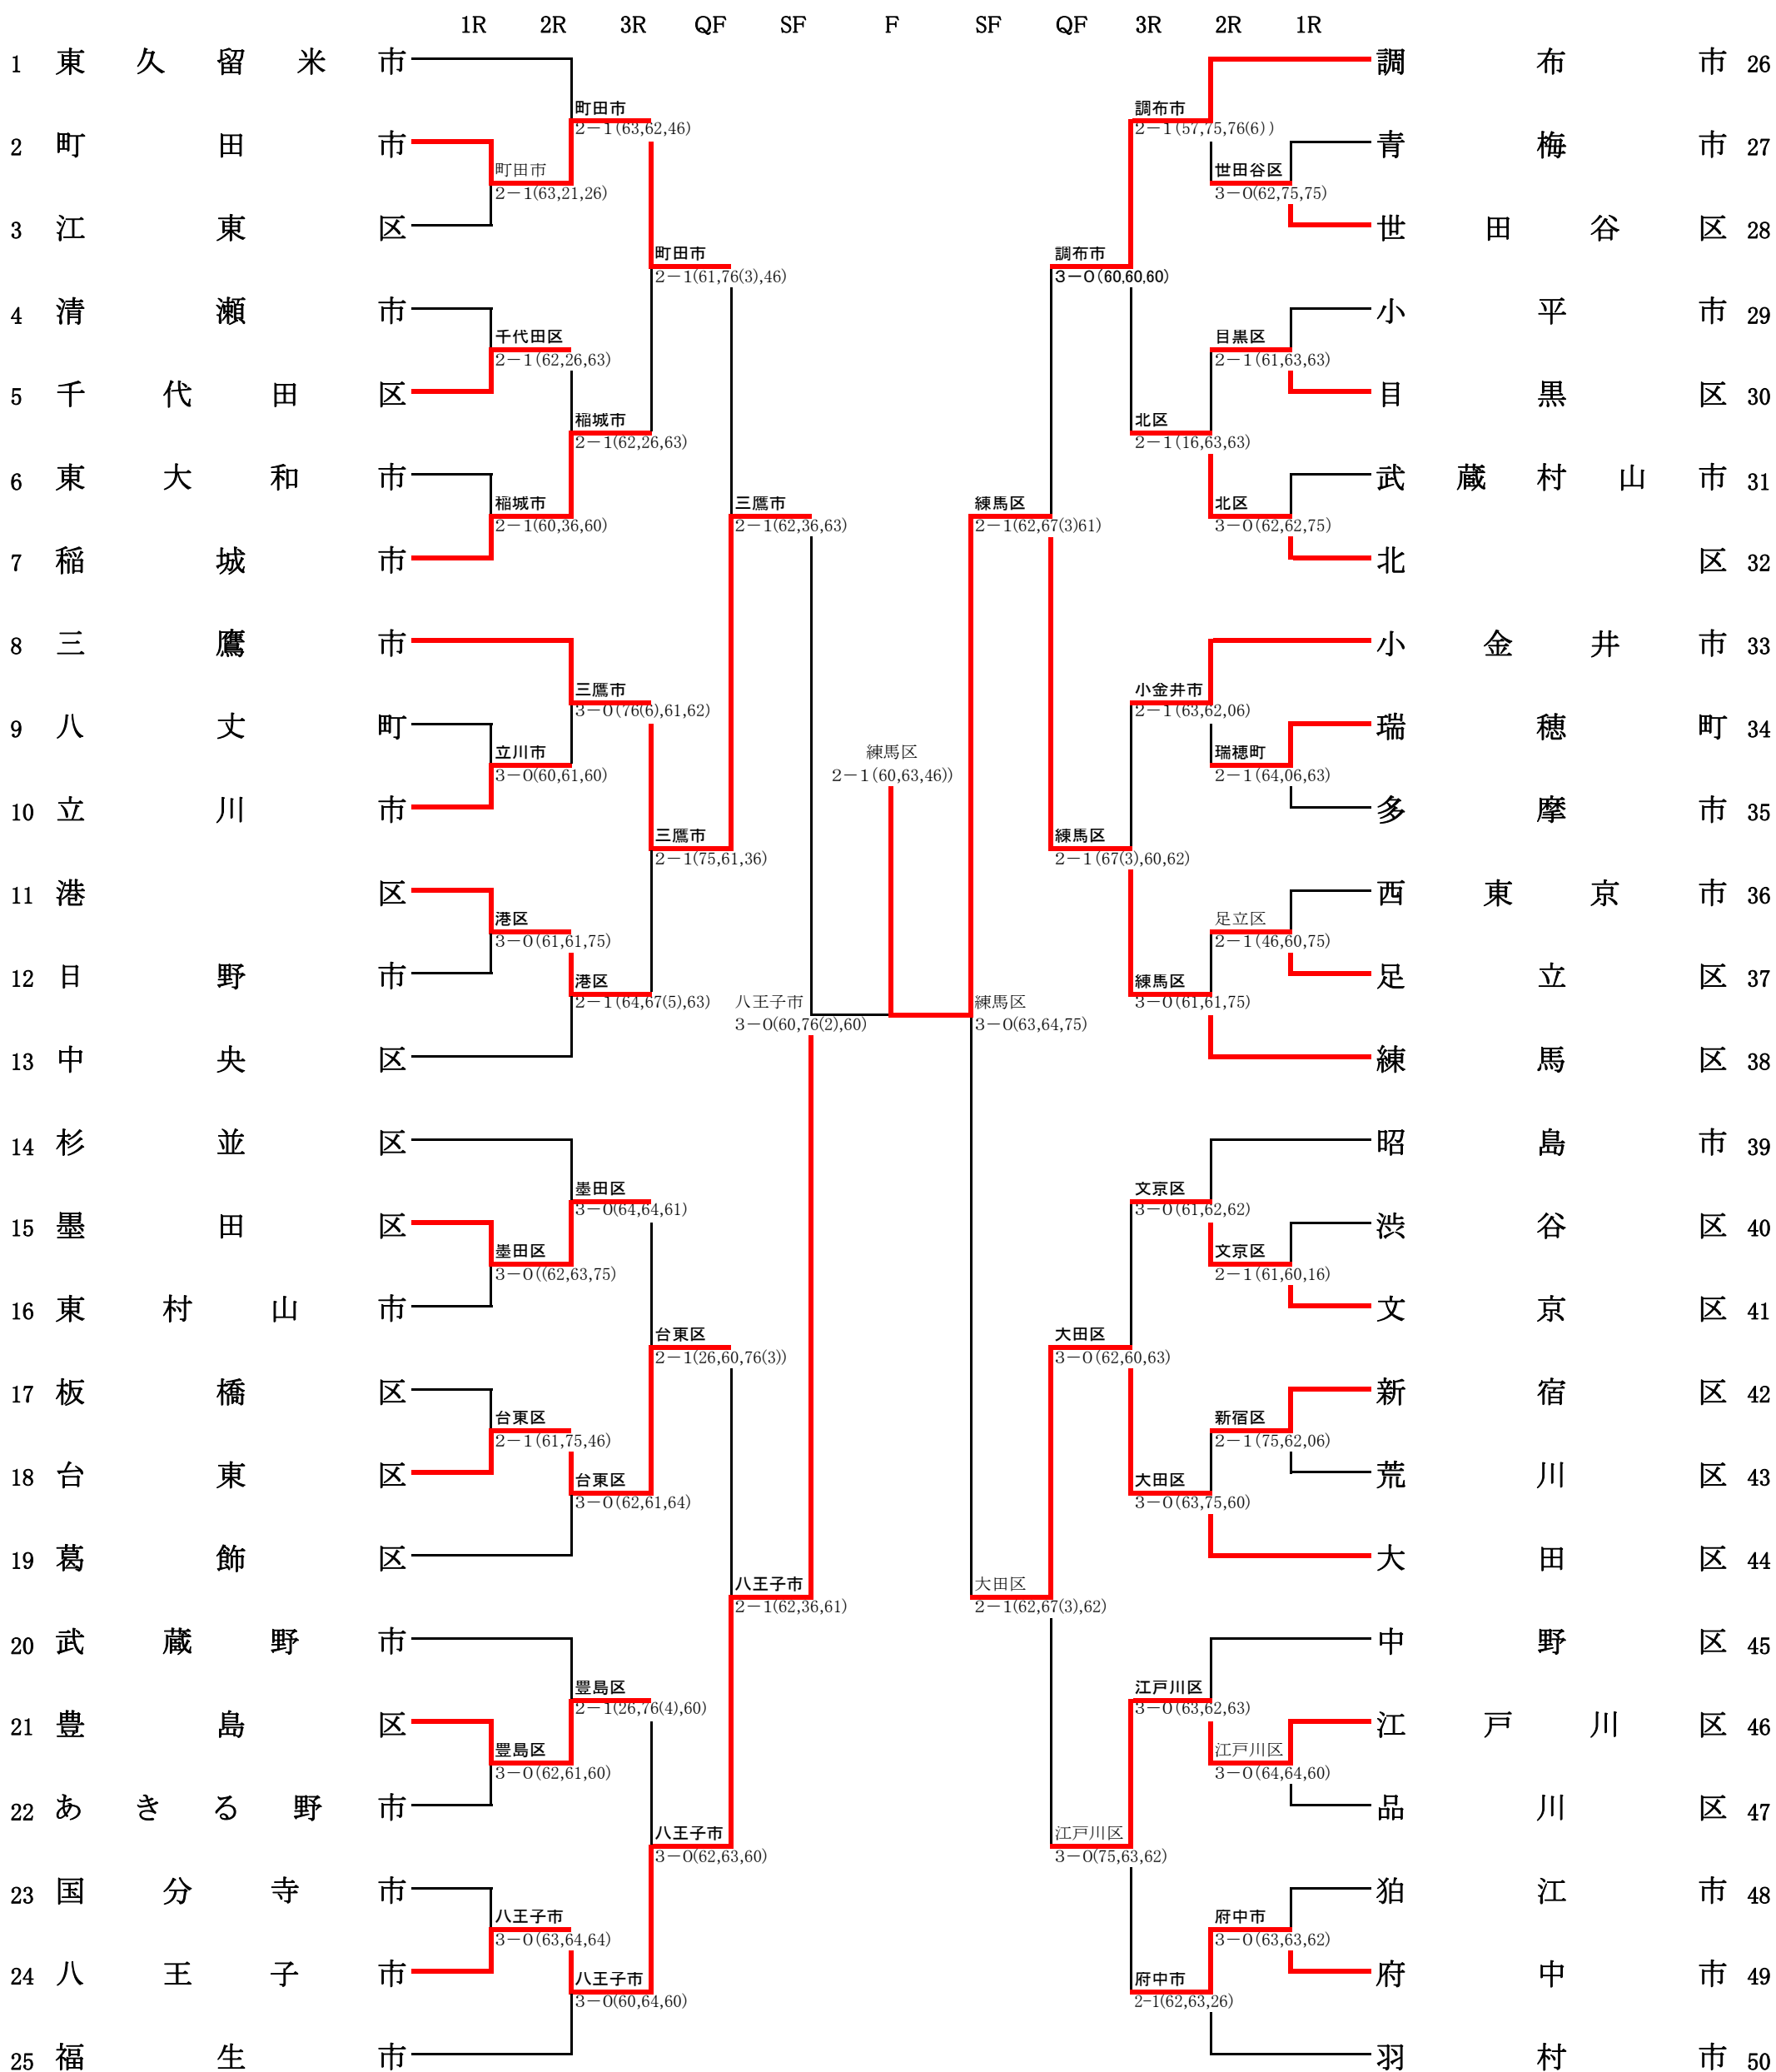 1R 2R 3R QF SF F SF QF 3R 2R 1R
1 東久留米市
2 町田市
3 江東区
4 清瀬市
5 千代田区
6 東大和市
7 稲城市
8 三鷹市
9 八丈町
10 立川市
11 港区
12 日野市
13 中央区
14 杉並区
15 墨田区
16 東村山市
17 板橋区
18 台東区
19 葛飾区
20 武蔵野市
21 豊島区
22 あきる野市
23 国分寺市
24 八王子市
25 福生市
町田市
2-1(63,21,26)
千代田区
2-1(62,26,63)
稲城市
2-1(60,36,60)
立川市
3-0(60,61,60)
港区
3-0(61,61,75)
墨田区
3-0((62,63,75)
台東区
2-1(61,75,46)
豊島区
3-0(62,61,60)
八王子市
3-0(63,64,64)
町田市
2-1(63,62,46)
稲城市
2-1(62,26,63)
三鷹市
3-0(76(6),61,62)
港区
2-1(64,67(5),63)
墨田区
3-0(64,64,61)
台東区
3-0(62,61,64)
豊島区
2-1(26,76(4),60)
八王子市
3-0(60,64,60)
町田市
2-1(61,76(3),46)
三鷹市
2-1(75,61,36)
台東区
2-1(26,60,76(3))
八王子市
3-0(62,63,60)
三鷹市
2-1(62,36,63)
八王子市
2-1(62,36,61)
八王子市
3-0(60,76(2),60)
練馬区
2-1(60,63,46))
練馬区
3-0(63,64,75)
練馬区
2-1(62,67(3)61)
大田区
2-1(62,67(3),62)
調布市
3-0(60,60,60)
練馬区
2-1(67(3),60,62)
大田区
3-0(62,60,63)
江戸川区
3-0(75,63,62)
調布市
2-1(57,75,76(6))
北区
2-1(16,63,63)
小金井市
2-1(63,62,06)
練馬区
3-0(61,61,75)
文京区
3-0(61,62,62)
大田区
3-0(63,75,60)
江戸川区
3-0(63,62,63)
府中市
2-1(62,63,26)
世田谷区
3-0(62,75,75)
目黒区
2-1(61,63,63)
北区
3-0(62,62,75)
瑞穂町
2-1(64,06,63)
足立区
2-1(46,60,75)
文京区
2-1(61,60,16)
新宿区
2-1(75,62,06)
江戸川区
3-0(64,64,60)
府中市
3-0(63,63,62)
調布市 26
青梅市 27
世田谷区 28
小平市 29
目黒区 30
武蔵村山市 31
北区 32
小金井市 33
瑞穂町 34
多摩市 35
西東京市 36
足立区 37
練馬区 38
昭島市 39
渋谷区 40
文京区 41
新宿区 42
荒川区 43
大田区 44
中野区 45
江戸川区 46
品川区 47
狛江市 48
府中市 49
羽村市 50